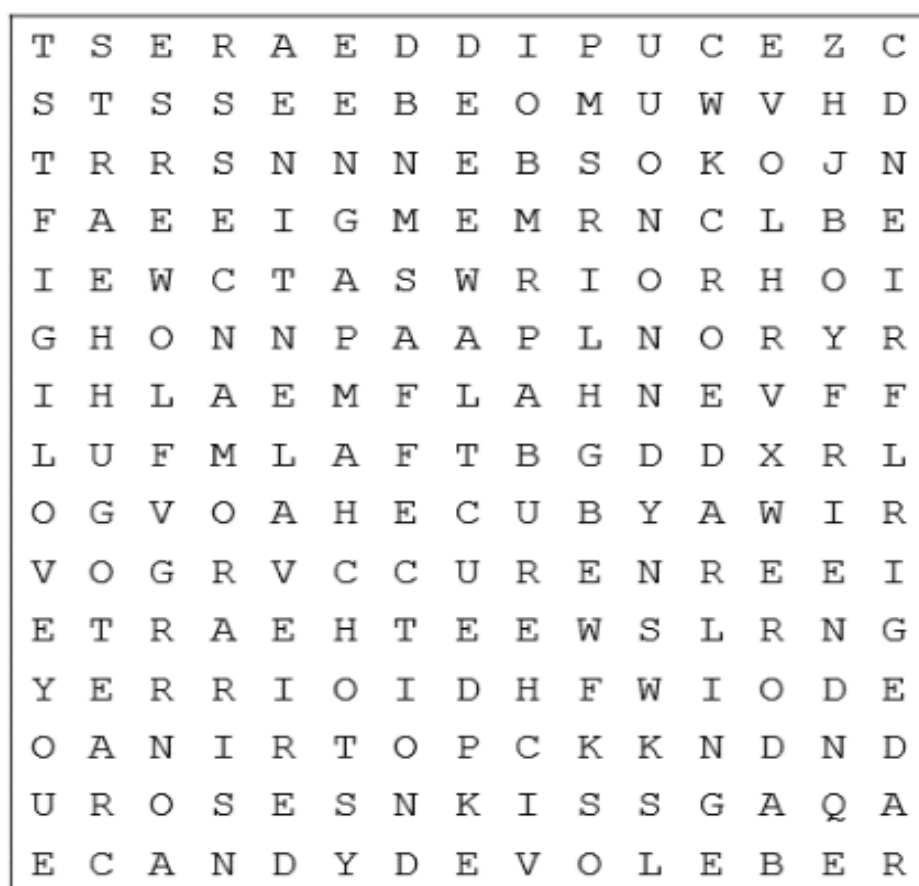 T S E R A E D D I P U C E Z C
S T S S E E B E O M U W V H D
T R R S N N N E B S O K O J N
F A E E I G M E M R N C L B E
I E W C T A S W R I O R H O I
G H O N N P A A P L N O R Y R
I H L A E M F L A H N E V F F
L U F M L A F T B G D D X R L
O G V O A H E C U B Y A W I R
V O G R V C C U R E N R E E I
E T R A E H T E E W S L R N G
Y E R R I O I D H F W I O D E
O A N I R T O P C K K N D N D
U R O S E S N K I S S G A Q A
E C A N D Y D E V O L E B E R